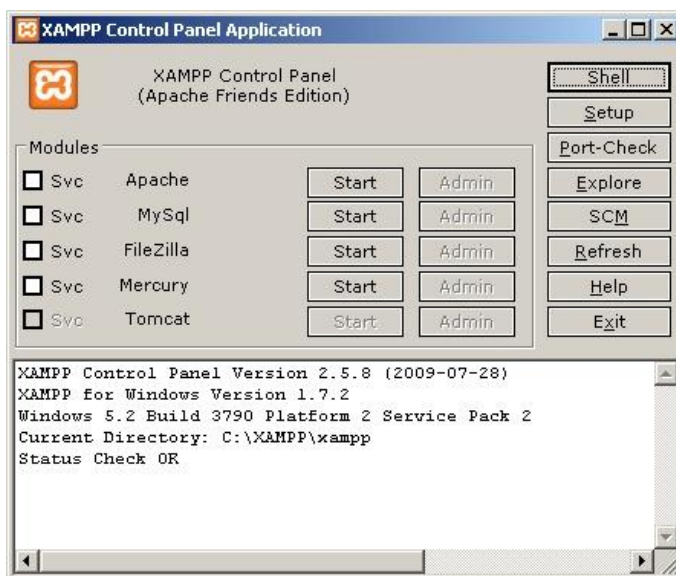 XAMPP Control Panel Application
XAMPP Control Panel
(Apache Friends Edition)
Shell
Setup
Port-Check
Explore
SCM
Refresh
Help
Exit
Modules
Svc Apache Start Admin
Svc MySql Start Admin
Svc FileZilla Start Admin
Svc Mercury Start Admin
Svc Tomcat Start Admin
XAMPP Control Panel Version 2.5.8 (2009-07-28)
XAMPP for Windows Version 1.7.2
Windows 5.2 Build 3790 Platform 2 Service Pack 2
Current Directory: C:\XAMPP\xampp
Status Check OK